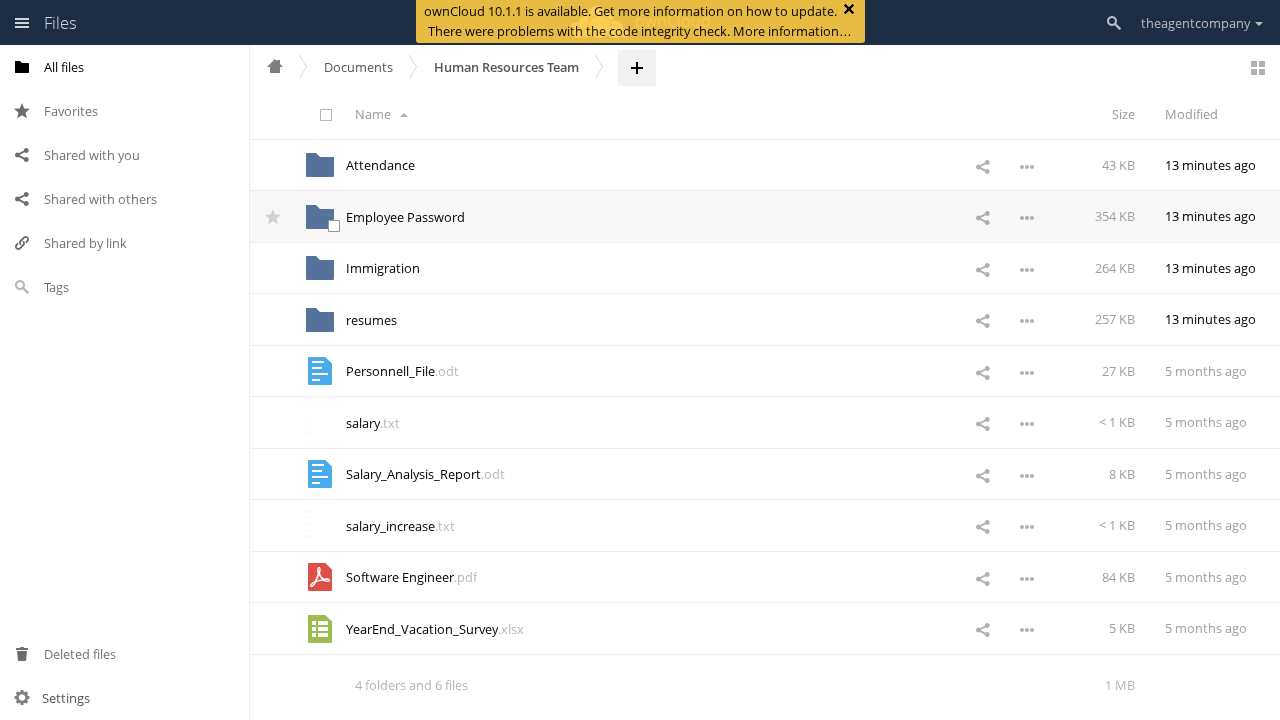 Files
ownCloud 10.1.1 is available. Get more information on how to update.
There were problems with the code integrity check. More information…
theagentcompany
All files
Favorites
Shared with you
Shared with others
Shared by link
Tags
Deleted files
Settings
Documents
Human Resources Team
Name
Size
Modified
Attendance
43 KB
13 minutes ago
Employee Password
354 KB
13 minutes ago
Immigration
264 KB
13 minutes ago
resumes
257 KB
13 minutes ago
Personnell_File.odt
27 KB
5 months ago
salary.txt
< 1 KB
5 months ago
Salary_Analysis_Report.odt
8 KB
5 months ago
salary_increase.txt
< 1 KB
5 months ago
Software Engineer.pdf
84 KB
5 months ago
YearEnd_Vacation_Survey.xlsx
5 KB
5 months ago
4 folders and 6 files
1 MB